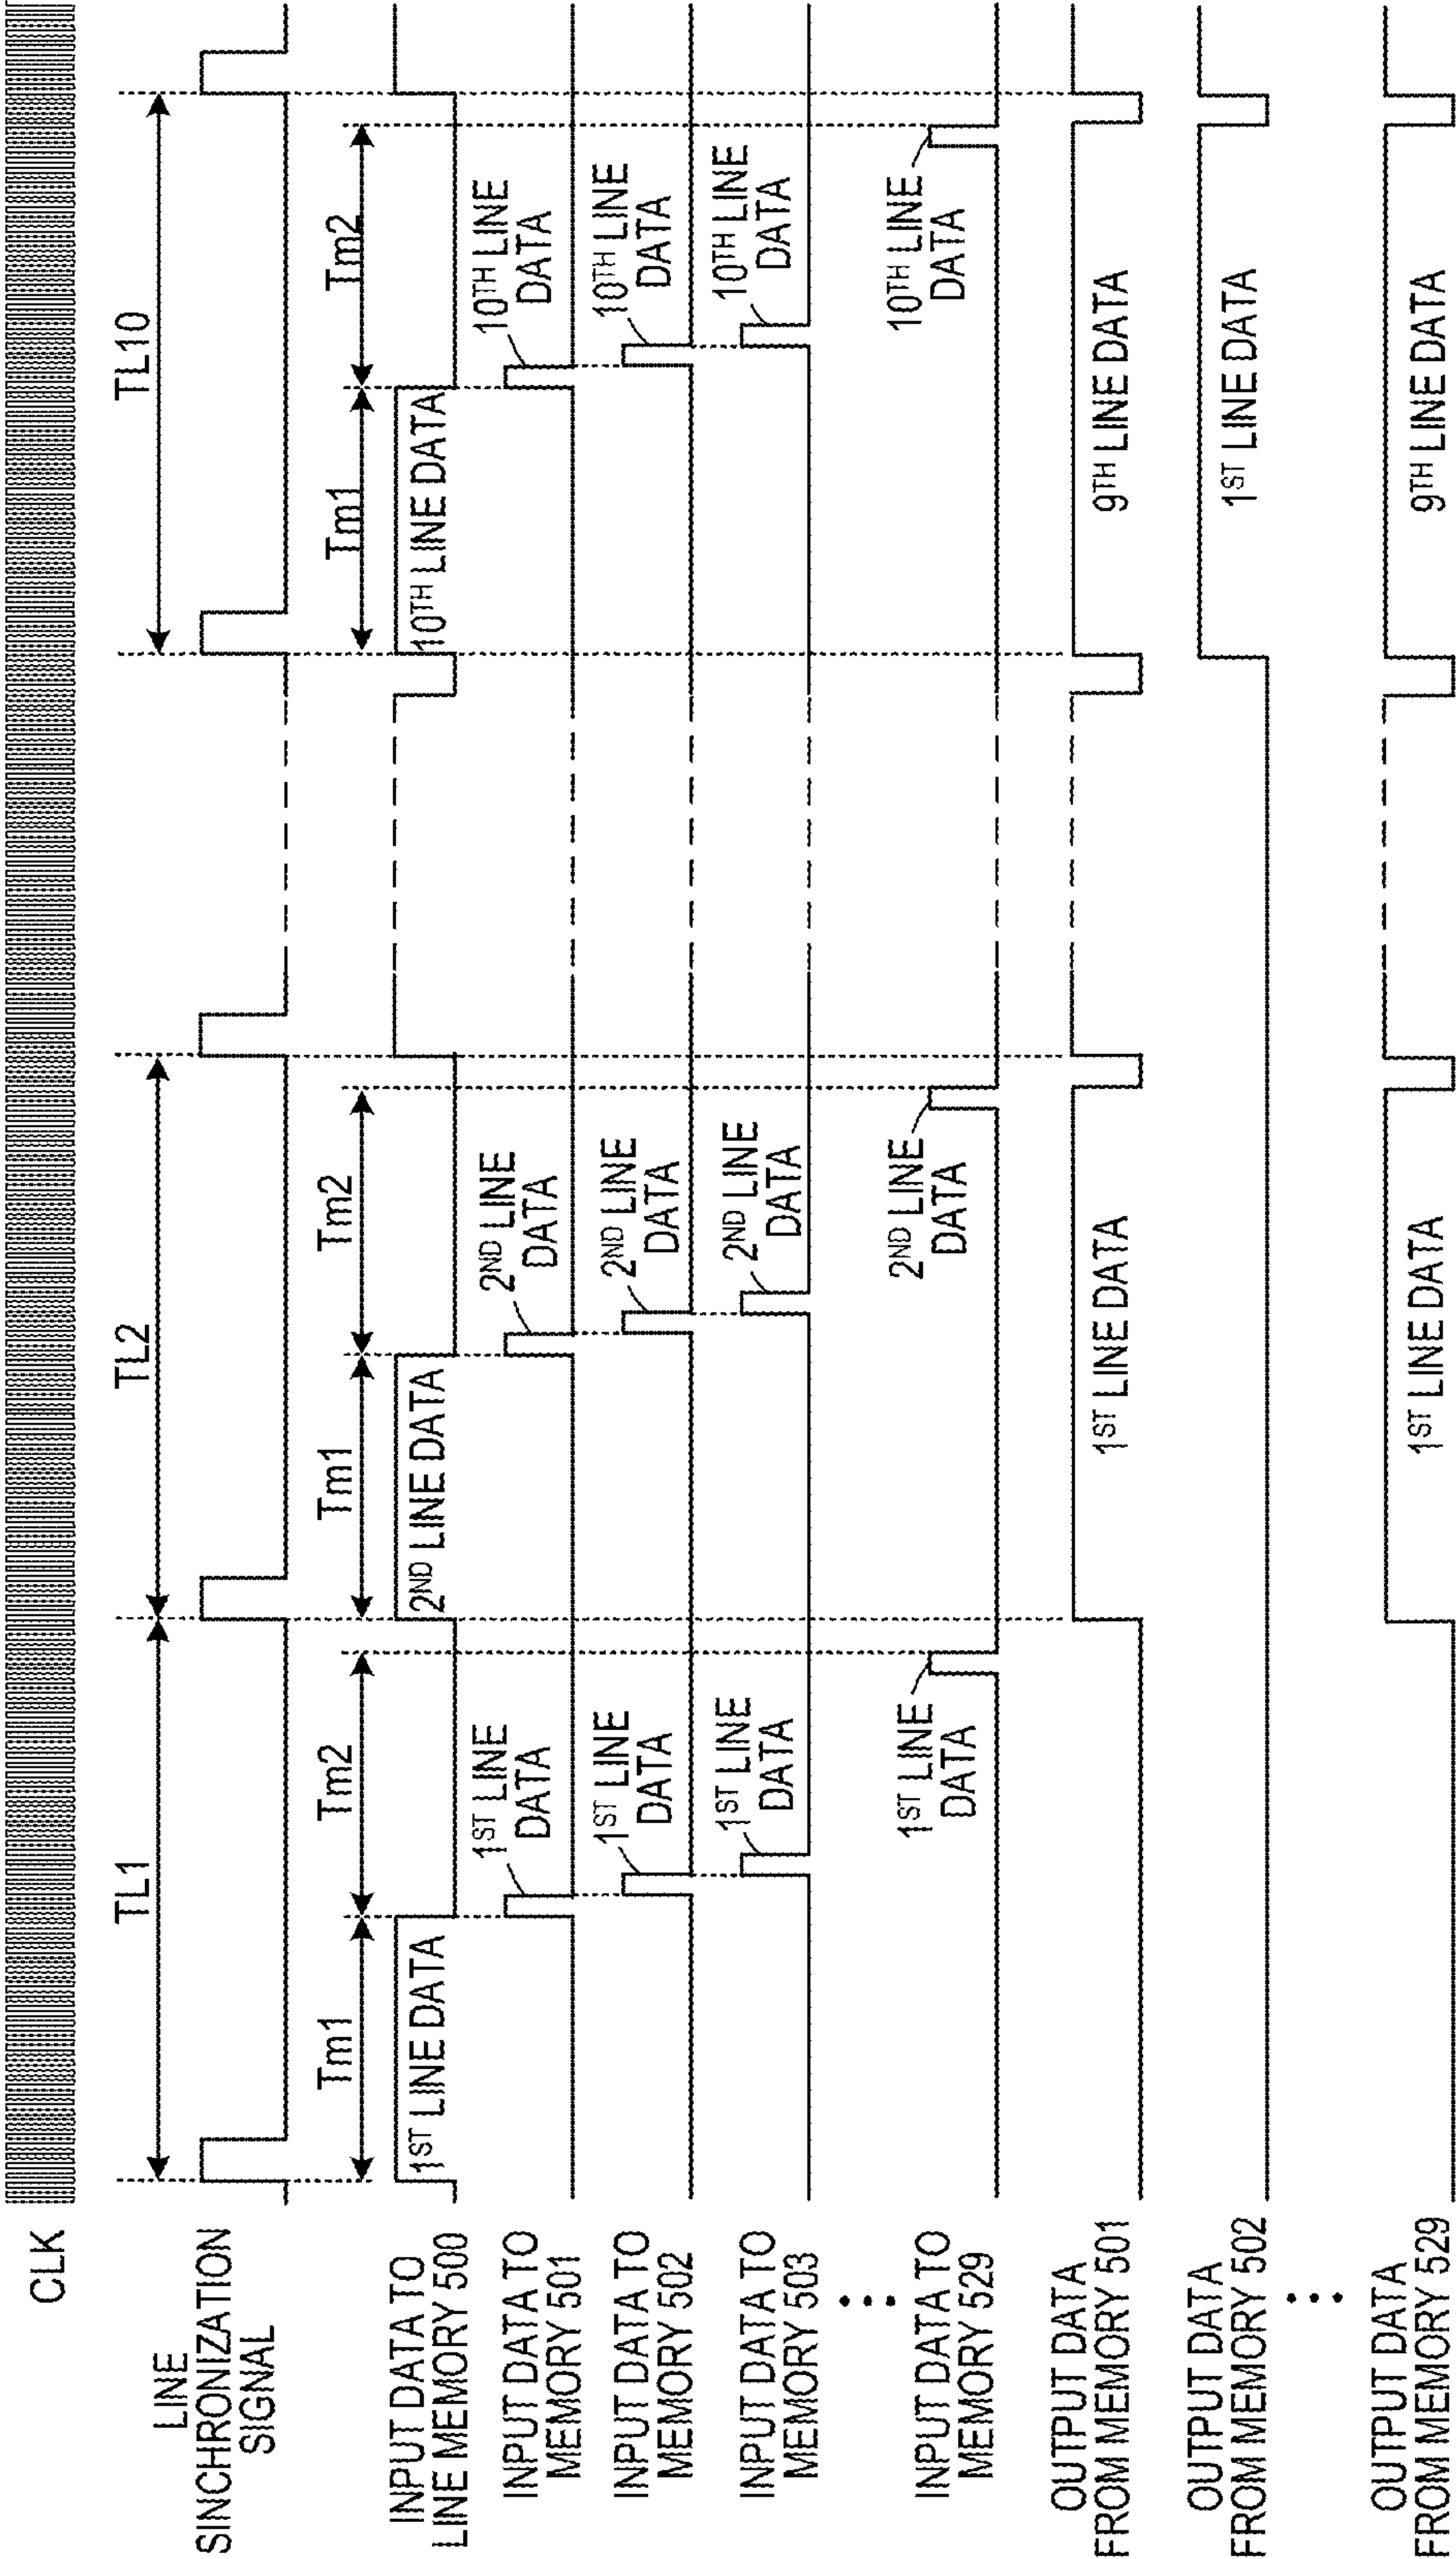 CLK
LINE
SINCHRONIZATION
SIGNAL
TL1
TL2
TL10
Tm1
Tm2
Tm1
Tm2
Tm1
Tm2
INPUT DATA TO
LINE MEMORY 500
1ST LINE DATA
2ND LINE DATA
10TH LINE DATA
INPUT DATA TO
MEMORY 501
1ST LINE
DATA
2ND LINE
DATA
10TH LINE
DATA
INPUT DATA TO
MEMORY 502
1ST LINE
DATA
2ND LINE
DATA
10TH LINE
DATA
INPUT DATA TO
MEMORY 503
1ST LINE
DATA
2ND LINE
DATA
10TH LINE
DATA
INPUT DATA TO
MEMORY 529
1ST LINE
DATA
2ND LINE
DATA
10TH LINE
DATA
OUTPUT DATA
FROM MEMORY 501
1ST LINE DATA
9TH LINE DATA
OUTPUT DATA
FROM MEMORY 502
1ST LINE DATA
OUTPUT DATA
FROM MEMORY 529
1ST LINE DATA
9TH LINE DATA